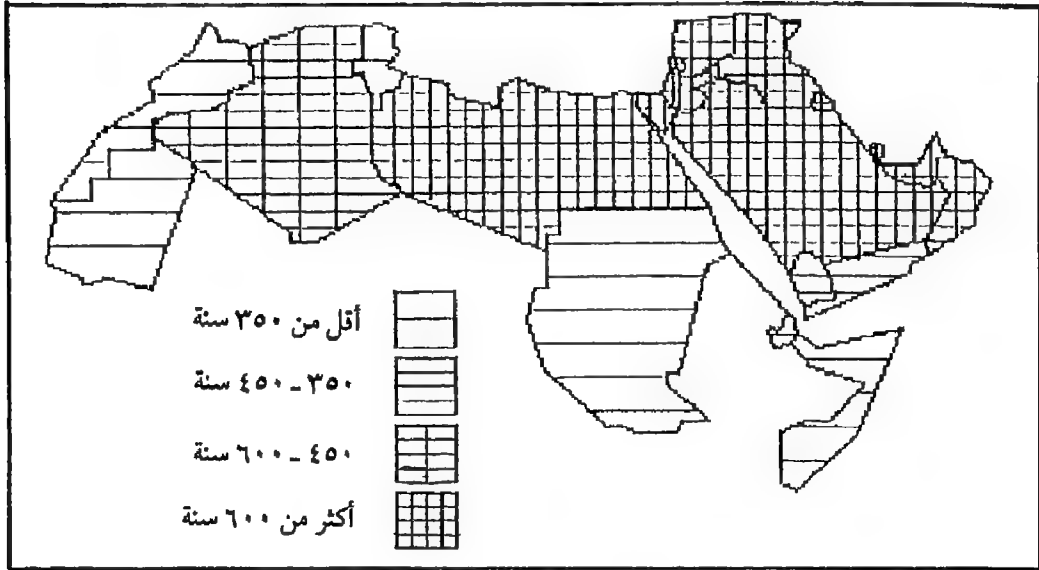 أقل من ٣٥٠ سنة
٣٥٠ ـ ٤٥٠ سنة
٤٥٠ ـ ٦٠٠ سنة
أكثر من ٦٠٠ سنة